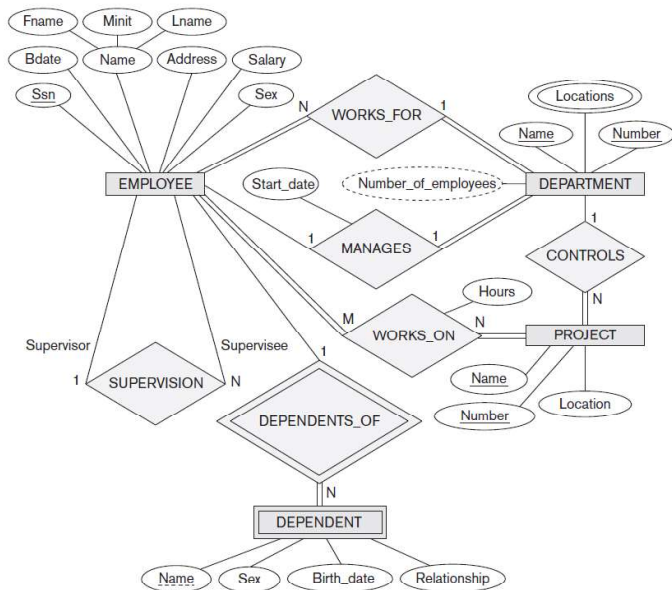 Fname
Minit
Lname
Bdate
Name
Address
Salary
Ssn
Sex
N
WORKS_FOR
1
Locations
Name
Number
EMPLOYEE
Start_date
Number_of_employees
DEPARTMENT
1
MANAGES
1
1
CONTROLS
N
Hours
M
WORKS_ON
N
PROJECT
Supervisor
Supervisee
1
SUPERVISION
N
1
Name
Number
Location
DEPENDENTS_OF
N
DEPENDENT
Name
Sex
Birth_date
Relationship